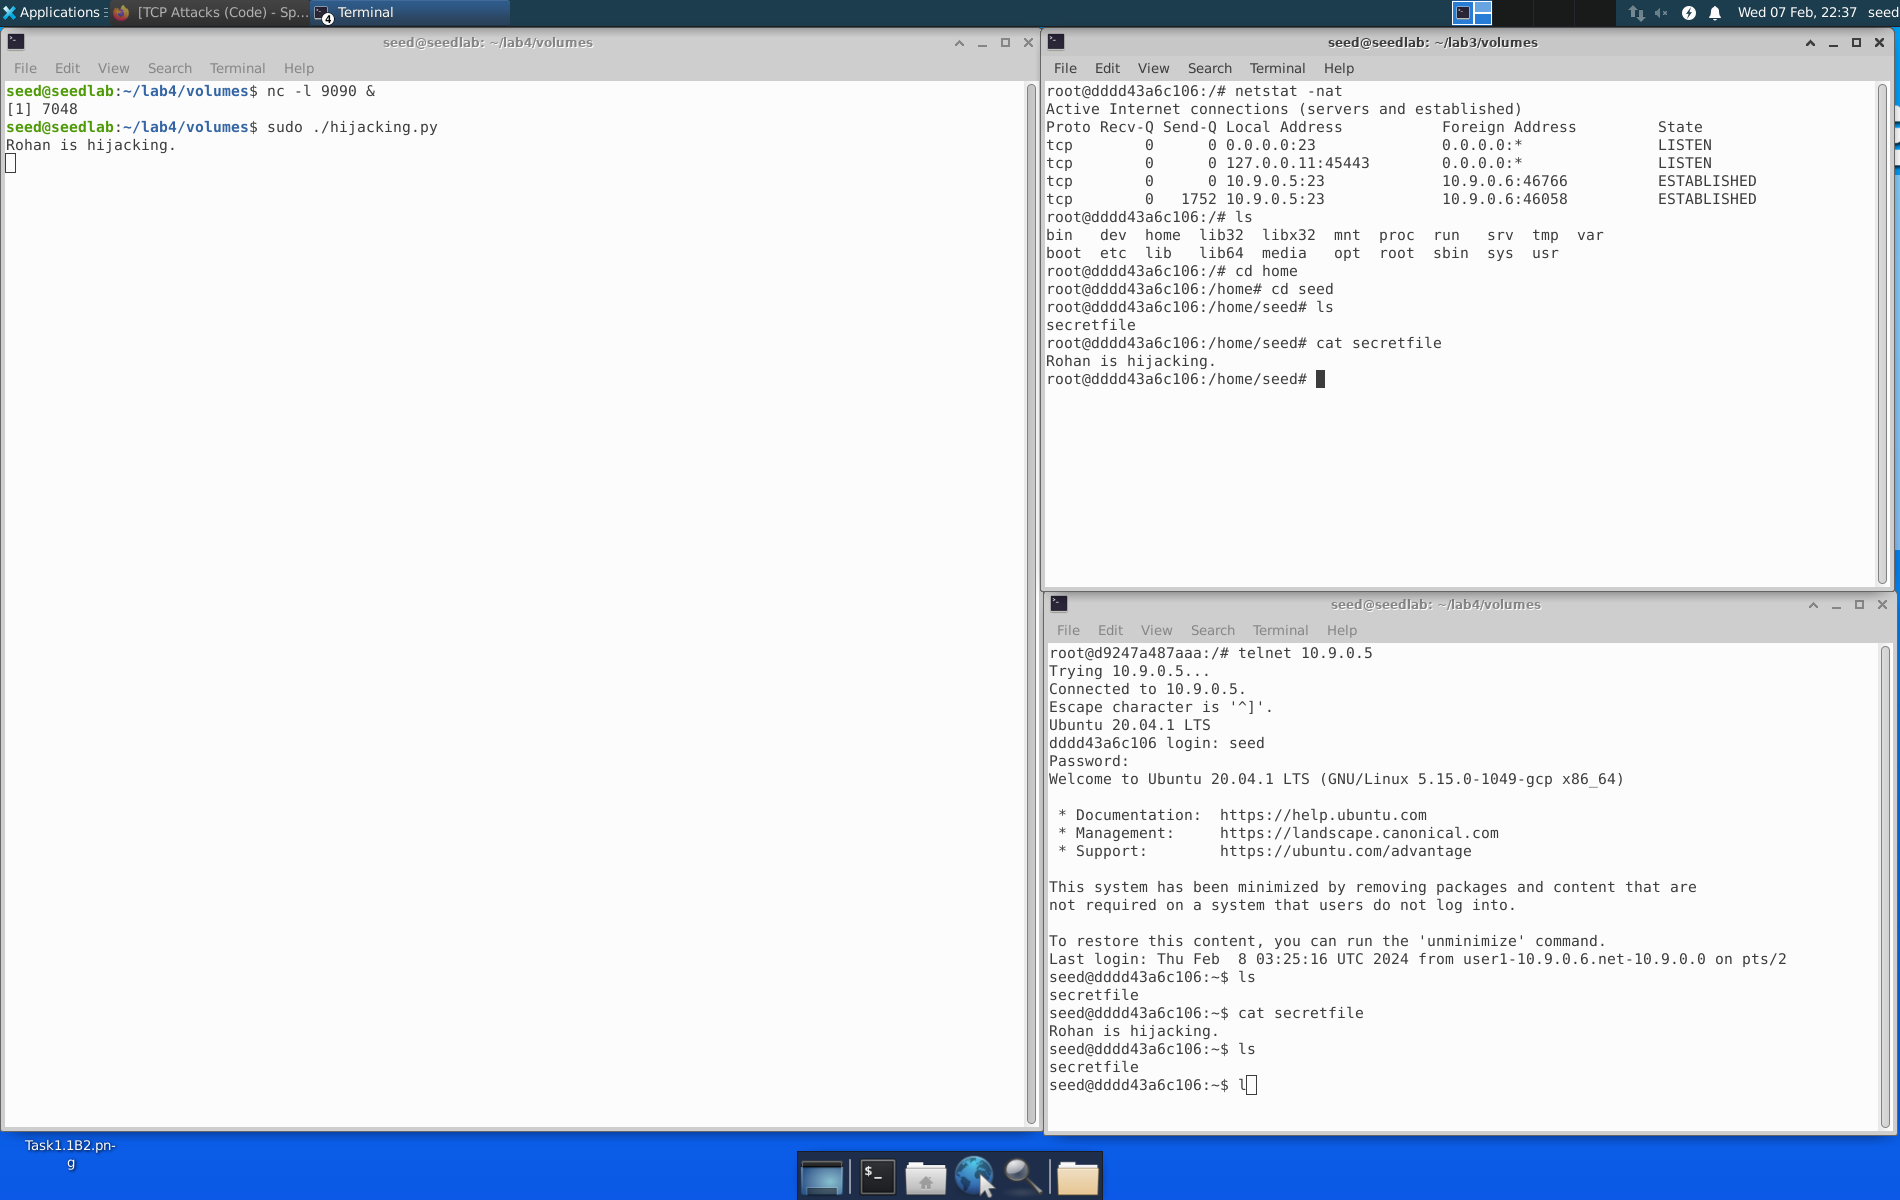 Applications
[TCP Attacks (Code) - Sp...
4
Terminal
Wed 07 Feb, 22:37
seed
seed@seedlab: ~/lab4/volumes
File Edit View Search Terminal Help
seed@seedlab:~/lab4/volumes$ nc -l 9090 &
[1] 7048
seed@seedlab:~/lab4/volumes$ sudo ./hijacking.py
Rohan is hijacking.
seed@seedlab: ~/lab3/volumes
File Edit View Search Terminal Help
root@dddd43a6c106:/# netstat -nat
Active Internet connections (servers and established)
Proto Recv-Q Send-Q Local Address           Foreign Address         State
tcp        0      0 0.0.0.0:23              0.0.0.0:*               LISTEN
tcp        0      0 127.0.0.11:45443        0.0.0.0:*               LISTEN
tcp        0      0 10.9.0.5:23             10.9.0.6:46766          ESTABLISHED
tcp        0   1752 10.9.0.5:23             10.9.0.6:46058          ESTABLISHED
root@dddd43a6c106:/# ls
bin   dev  home  lib32  libx32  mnt  proc  run   srv  tmp  var
boot  etc  lib   lib64  media   opt  root  sbin  sys  usr
root@dddd43a6c106:/# cd home
root@dddd43a6c106:/home# cd seed
root@dddd43a6c106:/home/seed# ls
secretfile
root@dddd43a6c106:/home/seed# cat secretfile
Rohan is hijacking.
root@dddd43a6c106:/home/seed#
seed@seedlab: ~/lab4/volumes
File Edit View Search Terminal Help
root@d9247a487aaa:/# telnet 10.9.0.5
Trying 10.9.0.5...
Connected to 10.9.0.5.
Escape character is '^]'.
Ubuntu 20.04.1 LTS
dddd43a6c106 login: seed
Password:
Welcome to Ubuntu 20.04.1 LTS (GNU/Linux 5.15.0-1049-gcp x86_64)
* Documentation:  https://help.ubuntu.com
* Management:     https://landscape.canonical.com
* Support:        https://ubuntu.com/advantage
This system has been minimized by removing packages and content that are
not required on a system that users do not log into.
To restore this content, you can run the 'unminimize' command.
Last login: Thu Feb  8 03:25:16 UTC 2024 from user1-10.9.0.6.net-10.9.0.0 on pts/2
seed@dddd43a6c106:~$ ls
secretfile
seed@dddd43a6c106:~$ cat secretfile
Rohan is hijacking.
seed@dddd43a6c106:~$ ls
secretfile
seed@dddd43a6c106:~$ l
Task1.1B2.pn-
g
$_